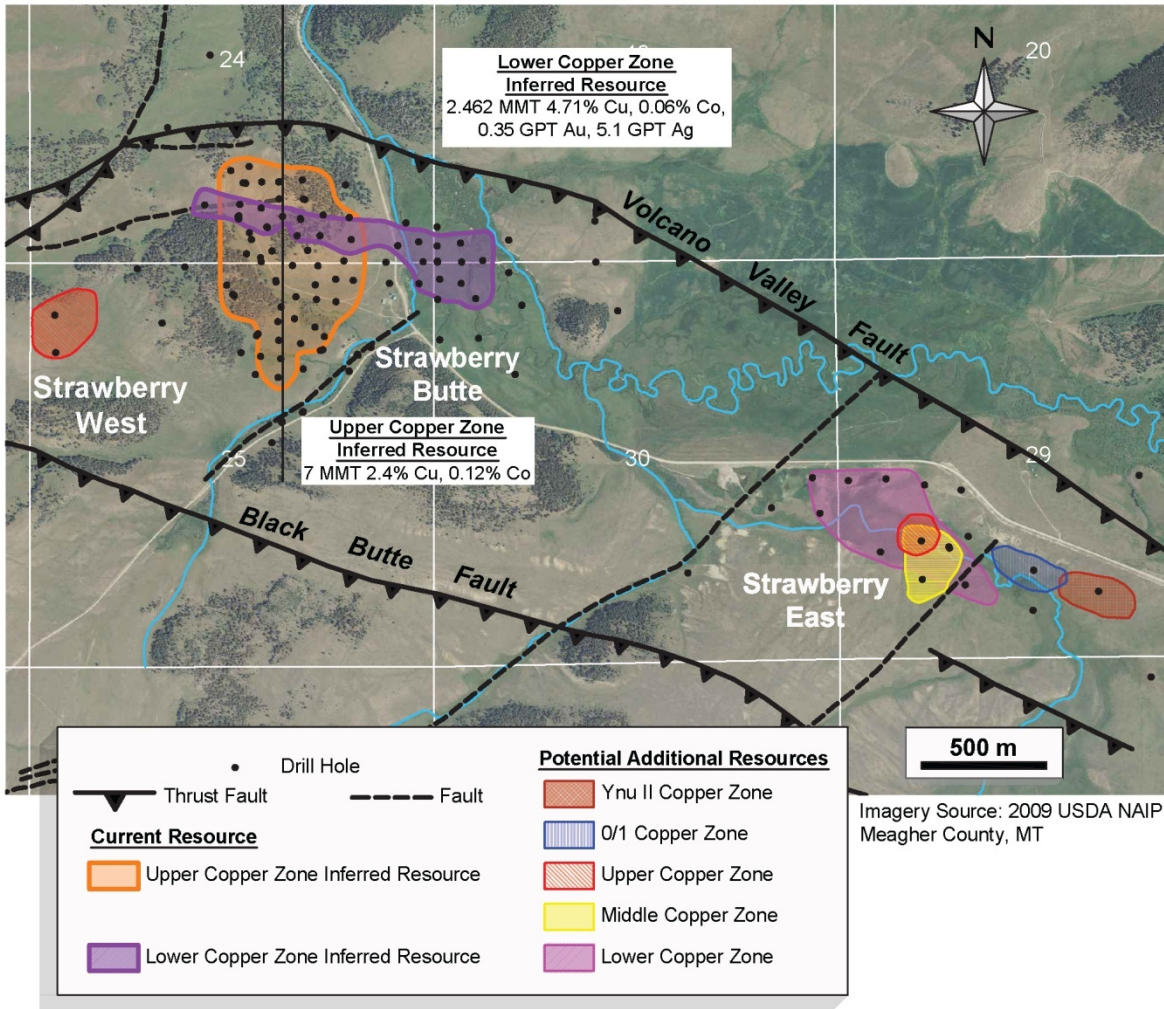 24
Lower Copper Zone
Inferred Resource
2.462 MMT 4.71% Cu, 0.06% Co,
0.35 GPT Au, 5.1 GPT Ag
N
20
Volcano Valley Fault
Strawberry
West
Strawberry
Butte
Upper Copper Zone
Inferred Resource
7 MMT 2.4% Cu, 0.12% Co
25
30
29
Black Butte Fault
Strawberry
East
500 m
Drill Hole
Thrust Fault
Fault
Current Resource
Upper Copper Zone Inferred Resource
Lower Copper Zone Inferred Resource
Potential Additional Resources
Ynu II Copper Zone
0/1 Copper Zone
Upper Copper Zone
Middle Copper Zone
Lower Copper Zone
Imagery Source: 2009 USDA NAIP
Meagher County, MT